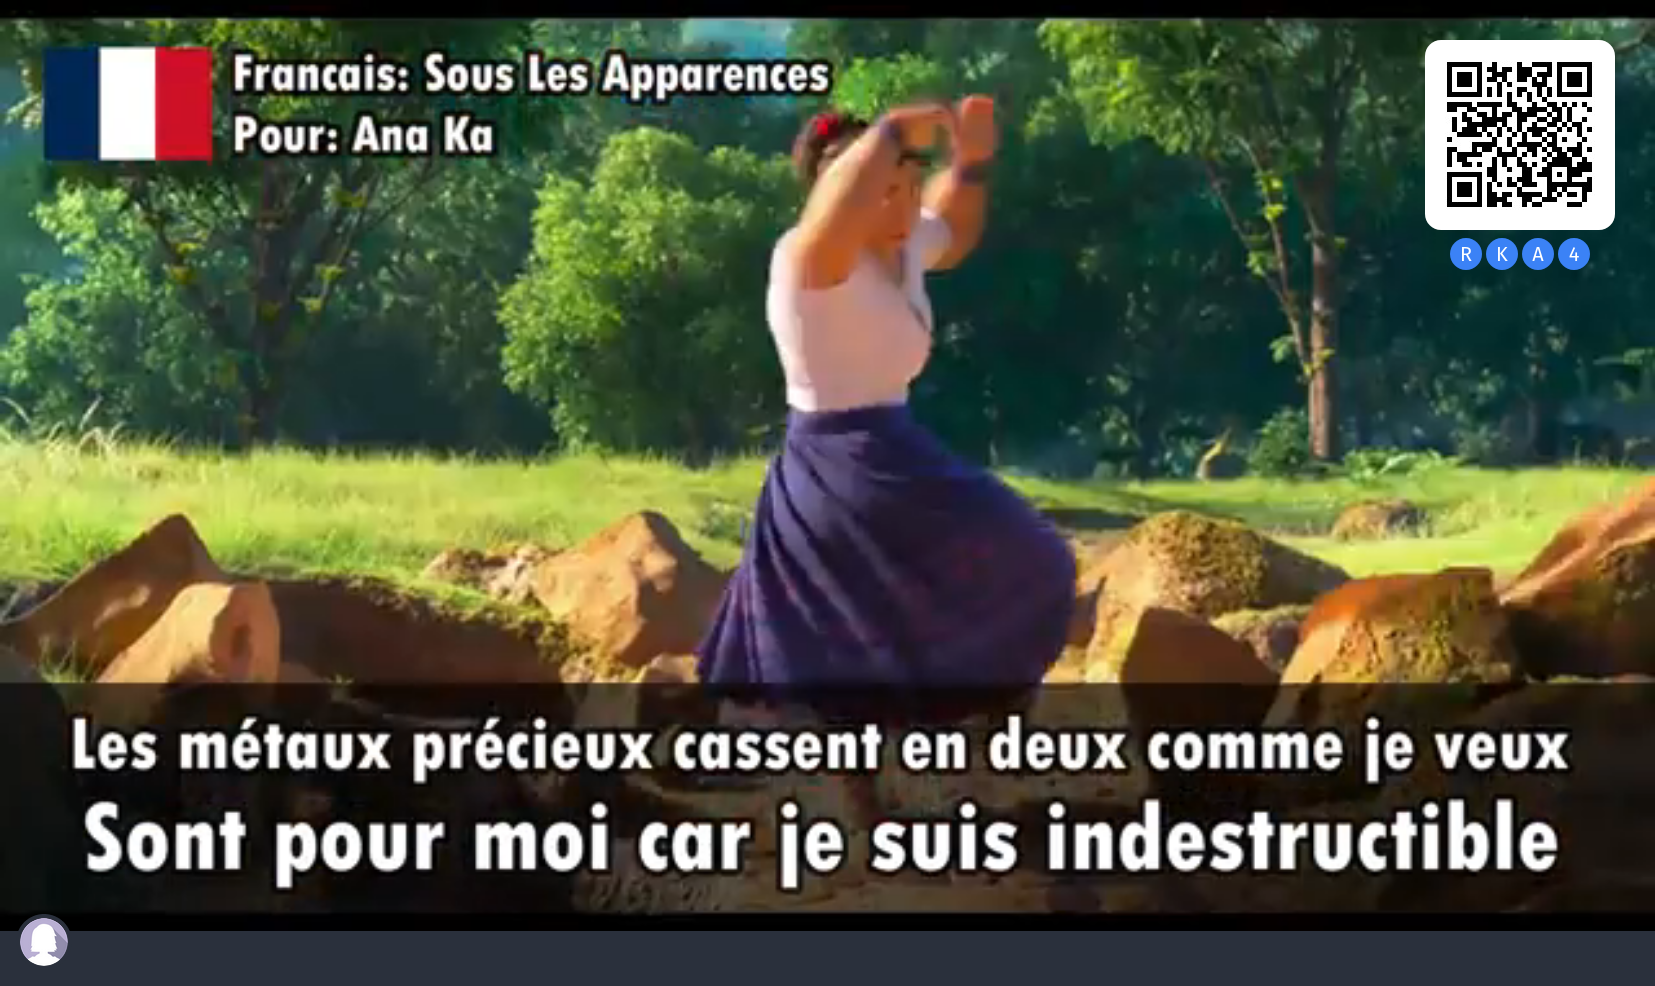 Francais: Sous Les Apparences
Pour: Ana Ka
R K A 4
Les métaux précieux cassent en deux comme je veux
Sont pour moi car je suis indestructible